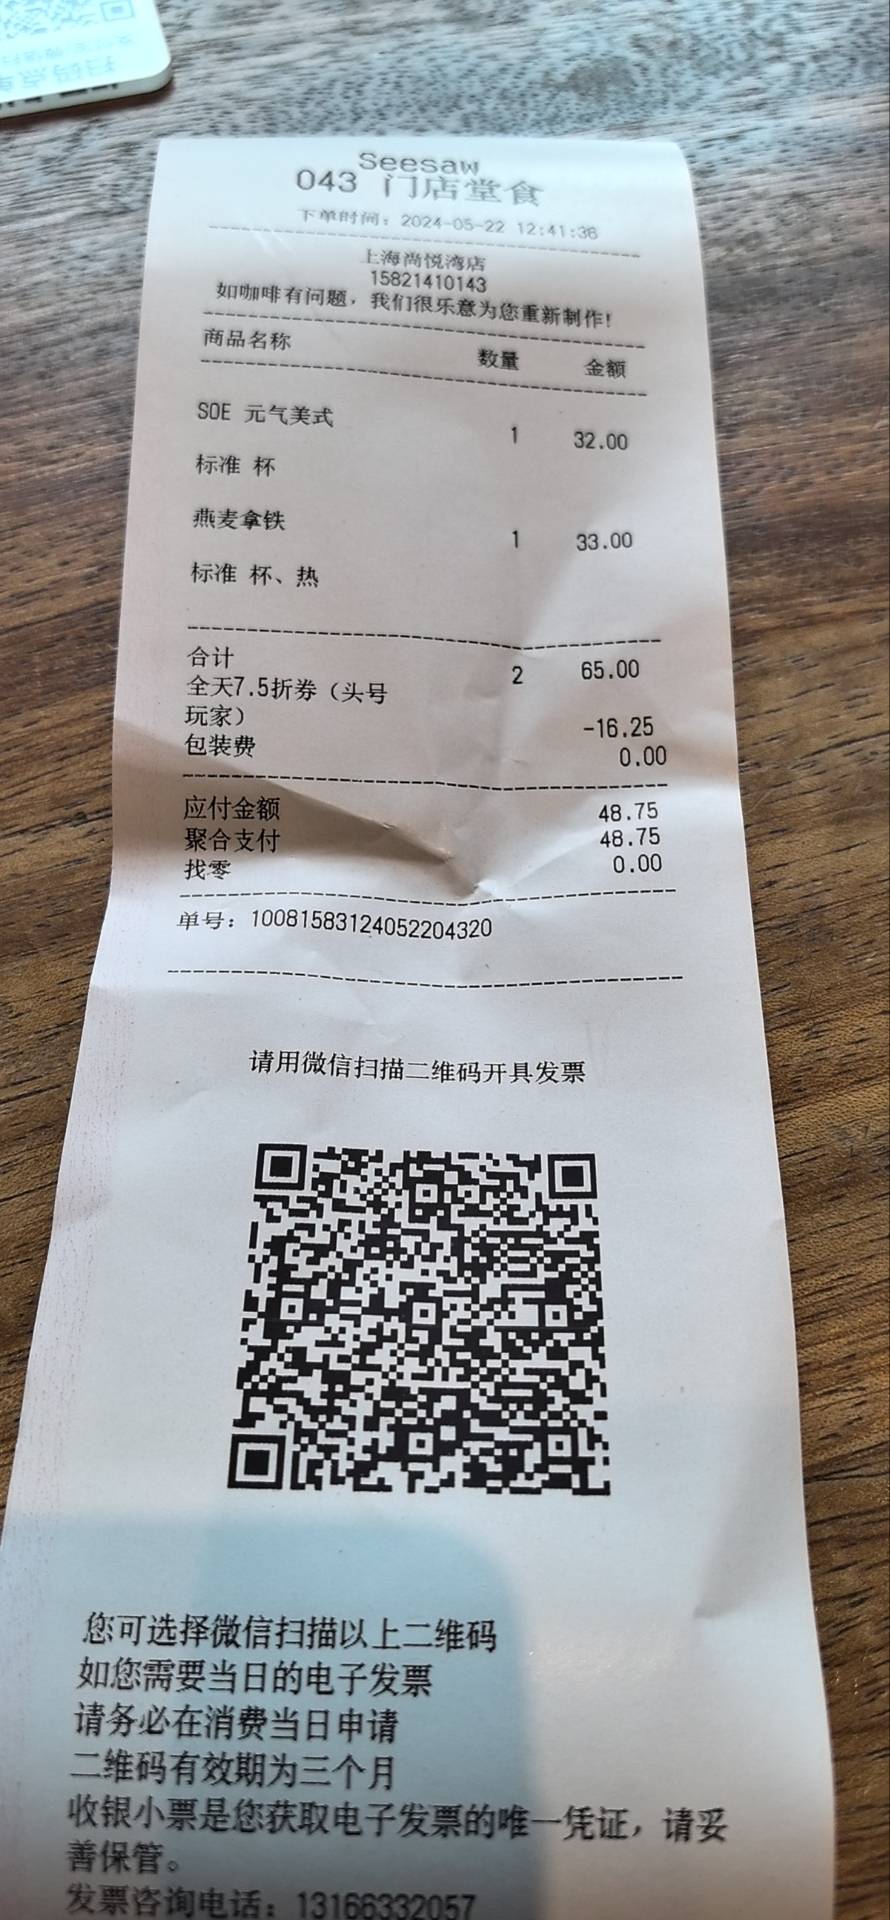 Seesaw
043 门店堂食
下单时间：2024-05-22 12:41:36
上海尚悦湾店
15821410143
如咖啡有问题，我们很乐意为您重新制作!
商品名称 数量 金额
SOE 元气美式 1 32.00
标准 杯
燕麦拿铁 1 33.00
标准 杯、热
合计 2 65.00
全天7.5折券（头号
玩家） -16.25
包装费 0.00
应付金额 48.75
聚合支付 48.75
找零 0.00
单号：10081583124052204320
请用微信扫描二维码开具发票
您可选择微信扫描以上二维码
如您需要当日的电子发票
请务必在消费当日申请
二维码有效期为三个月
收银小票是您获取电子发票的唯一凭证，请妥
善保管。
发票咨询电话：13166332057